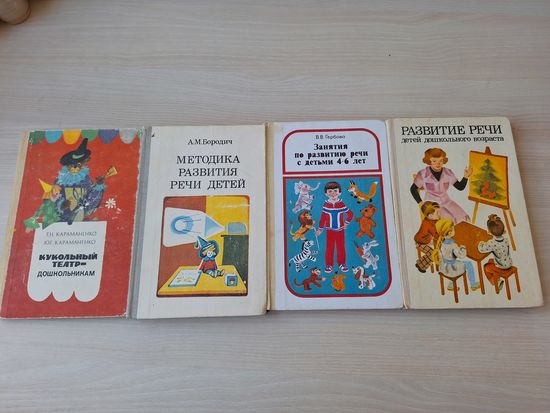 Т.Н. КАРАМАНЕНКО
Ю.Г. КАРАМАНЕНКО
КУКОЛЬНЫЙ
ТЕАТР—
ДОШКОЛЬНИКАМ
А.М.Бородич
МЕТОДИКА
РАЗВИТИЯ
РЕЧИ ДЕТЕЙ
В.В. Гербова
Занятия
по развитию речи
с детьми 4-6 лет
РАЗВИТИЕ РЕЧИ
детей дошкольного возраста